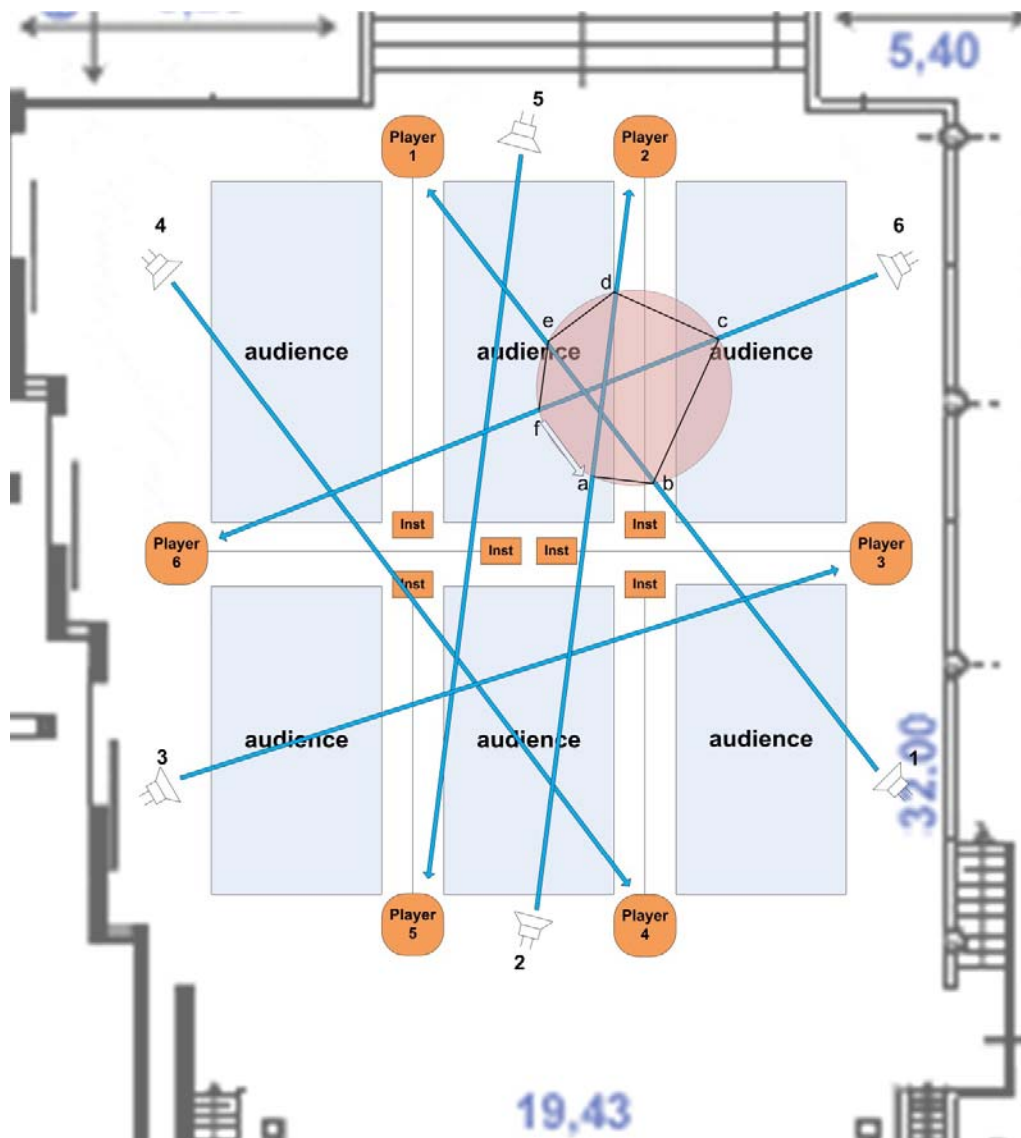 5,40
5
Player
1
Player
2
4
6
d
c
e
audience
audience
audience
f
a
b
Inst
Inst
Player
6
Inst
Inst
Player
3
Inst
Inst
audience
audience
audience
3
1
32.00
Player
5
Player
4
2
19,43